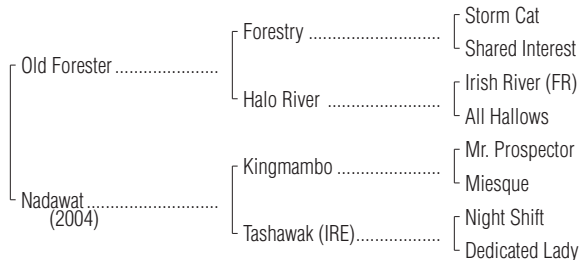 Storm Cat
Forestry ..............................
Shared Interest
Old Forester .......................
Irish River (FR)
Halo River .........................
All Hallows
Mr. Prospector
Kingmambo .......................
Miesque
Nadawat .............................
(2004)
Night Shift
Tashawak (IRE)..................
Dedicated Lady